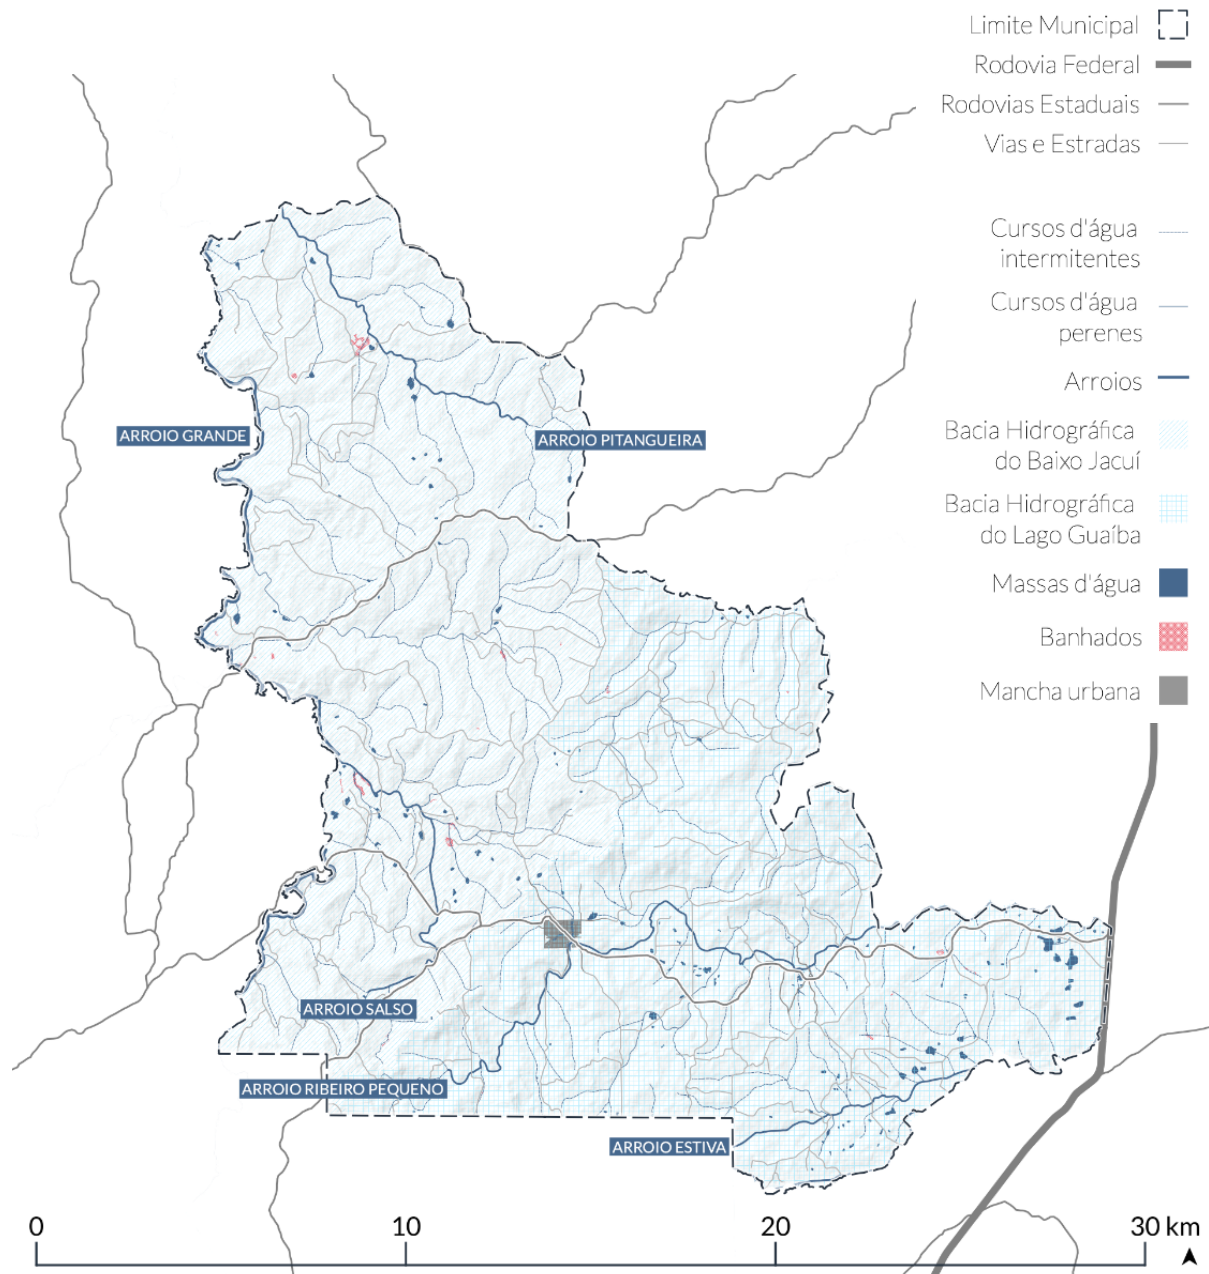 Limite Municipal
Rodovia Federal
Rodovias Estaduais
Vias e Estradas
Cursos d'água
intermitentes
Cursos d'água
perenes
Arroios
Bacia Hidrográfica
do Baixo Jacuí
Bacia Hidrográfica
do Lago Guaíba
Massas d'água
Banhados
Mancha urbana
ARROIO GRANDE
ARROIO PITANGUEIRA
ARROIO SALSO
ARROIO RIBEIRO PEQUENO
ARROIO ESTIVA
0 10 20 30 km